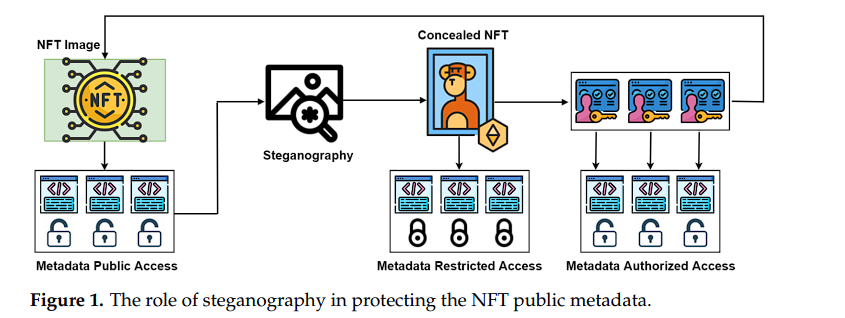 NFT Image
Concealed NFT
·NFT·
Steganography
</> </> </>
</> </> </>
</> </> </>
Metadata Public Access
Metadata Restricted Access
Metadata Authorized Access
Figure 1. The role of steganography in protecting the NFT public metadata.